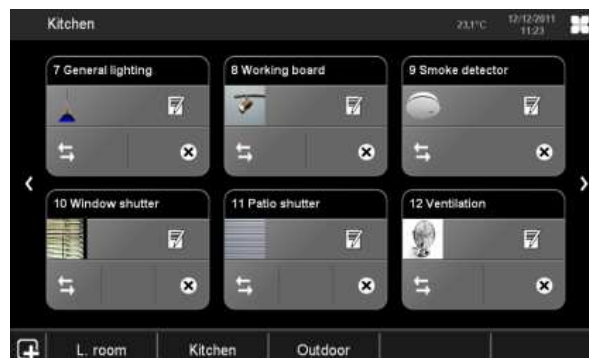 Kitchen
23,1°C
12/12/2011
11:23
7 General lighting
8 Working board
9 Smoke detector
10 Window shutter
11 Patio shutter
12 Ventilation
L. room
Kitchen
Outdoor